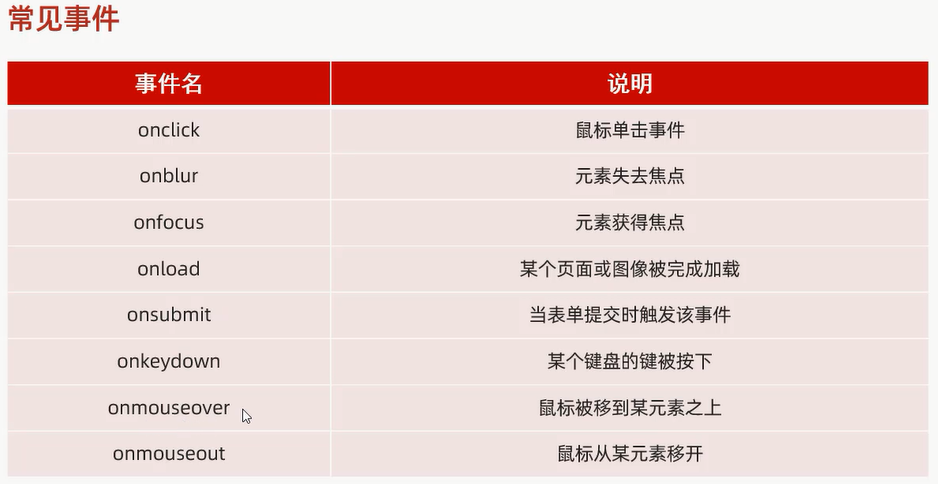 常见事件
事件名 说明
onclick 鼠标单击事件
onblur 元素失去焦点
onfocus 元素获得焦点
onload 某个页面或图像被完成加载
onsubmit 当表单提交时触发该事件
onkeydown 某个键盘的键被按下
onmouseover 鼠标被移到某元素之上
onmouseout 鼠标从某元素移开